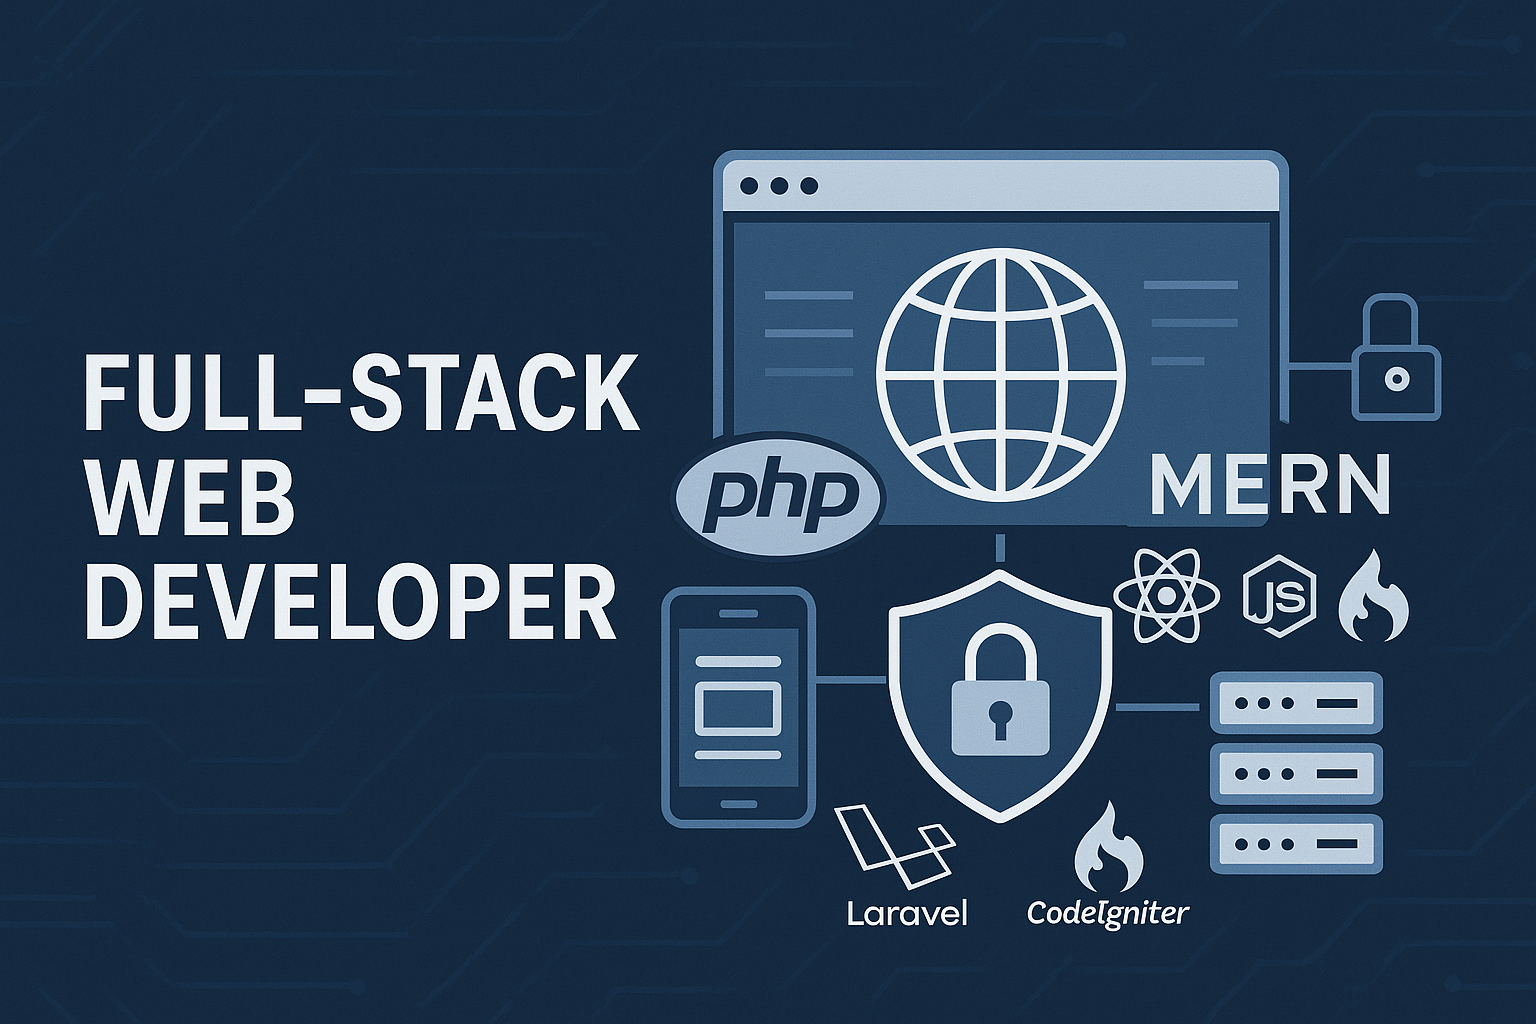 FULL-STACK
WEB
DEVELOPER
php
MERN
JS
Laravel
CodeIgniter